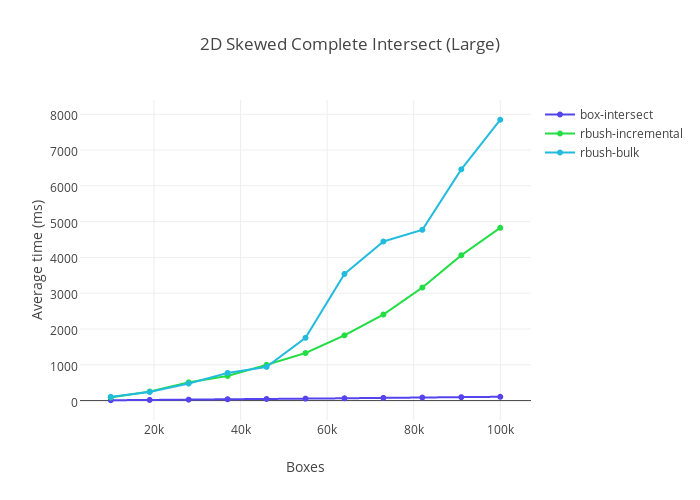 2D Skewed Complete Intersect (Large)
box-intersect
rbush-incremental
rbush-bulk
Average time (ms)
8000
7000
6000
5000
4000
3000
2000
1000
0
20k 40k 60k 80k 100k
Boxes